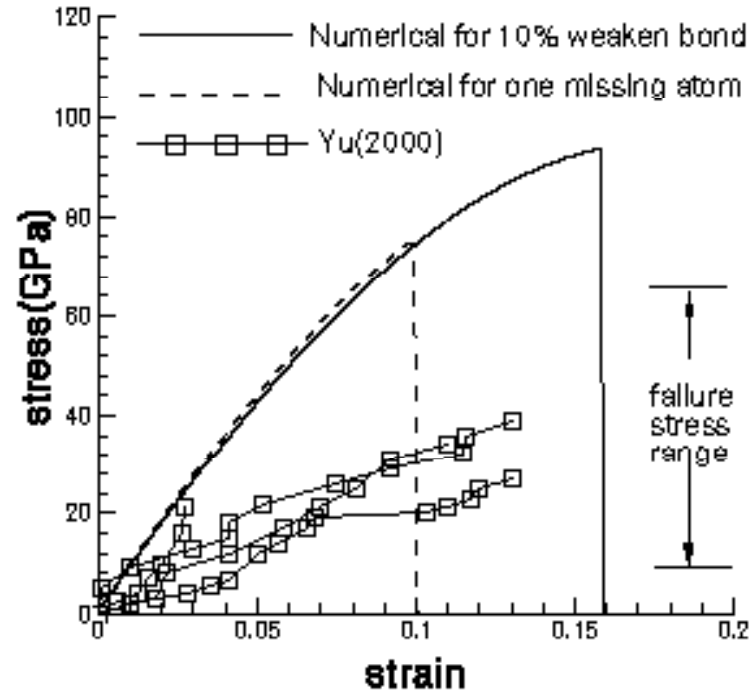 Numerical for 10% weaken bond
Numerical for one missing atom
Yu(2000)
120
100
80
60
40
20
0
stress(GPa)
failure
stress
range
0
0.05
0.1
0.15
0.2
strain